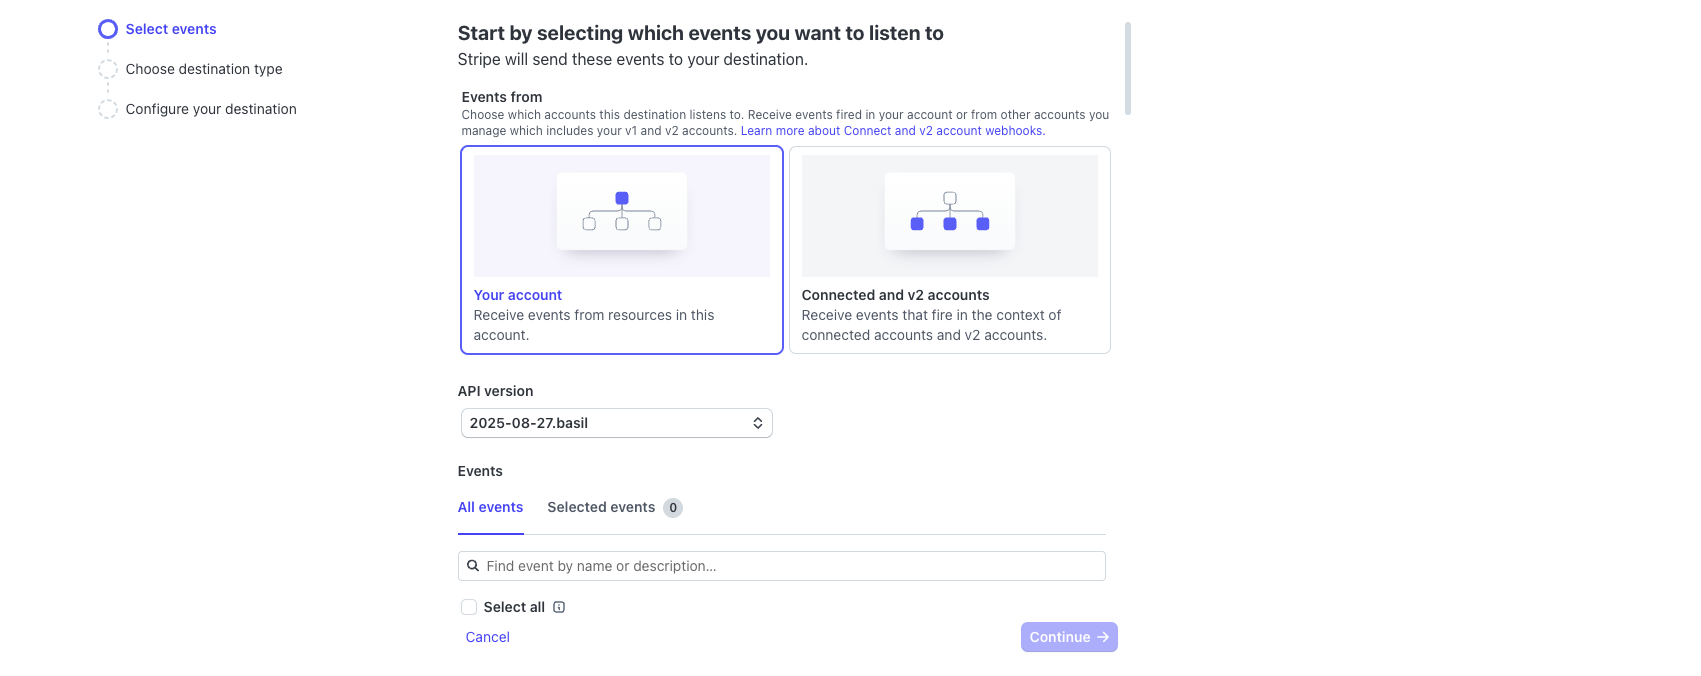 Select events
Choose destination type
Configure your destination
Start by selecting which events you want to listen to
Stripe will send these events to your destination.
Events from
Choose which accounts this destination listens to. Receive events fired in your account or from other accounts you
manage which includes your v1 and v2 accounts. Learn more about Connect and v2 account webhooks.
Your account
Receive events from resources in this
account.
Connected and v2 accounts
Receive events that fire in the context of
connected accounts and v2 accounts.
API version
2025-08-27.basil
Events
All events
Selected events 0
Find event by name or description...
Select all
Cancel
Continue